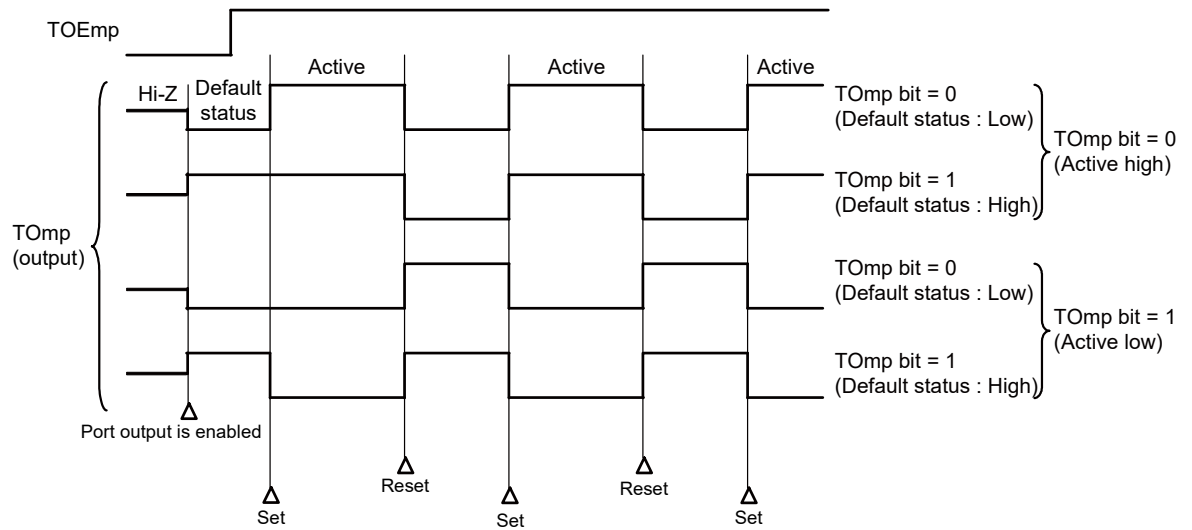 TOEmp
Active
Active
Active
Hi-Z
Default
status
TOmp bit = 0
(Default status : Low)
TOmp bit = 0
(Active high)
TOmp bit = 1
(Default status : High)
TOmp
(output)
TOmp bit = 0
(Default status : Low)
TOmp bit = 1
(Active low)
TOmp bit = 1
(Default status : High)
Port output is enabled
Reset
Reset
Set
Set
Set